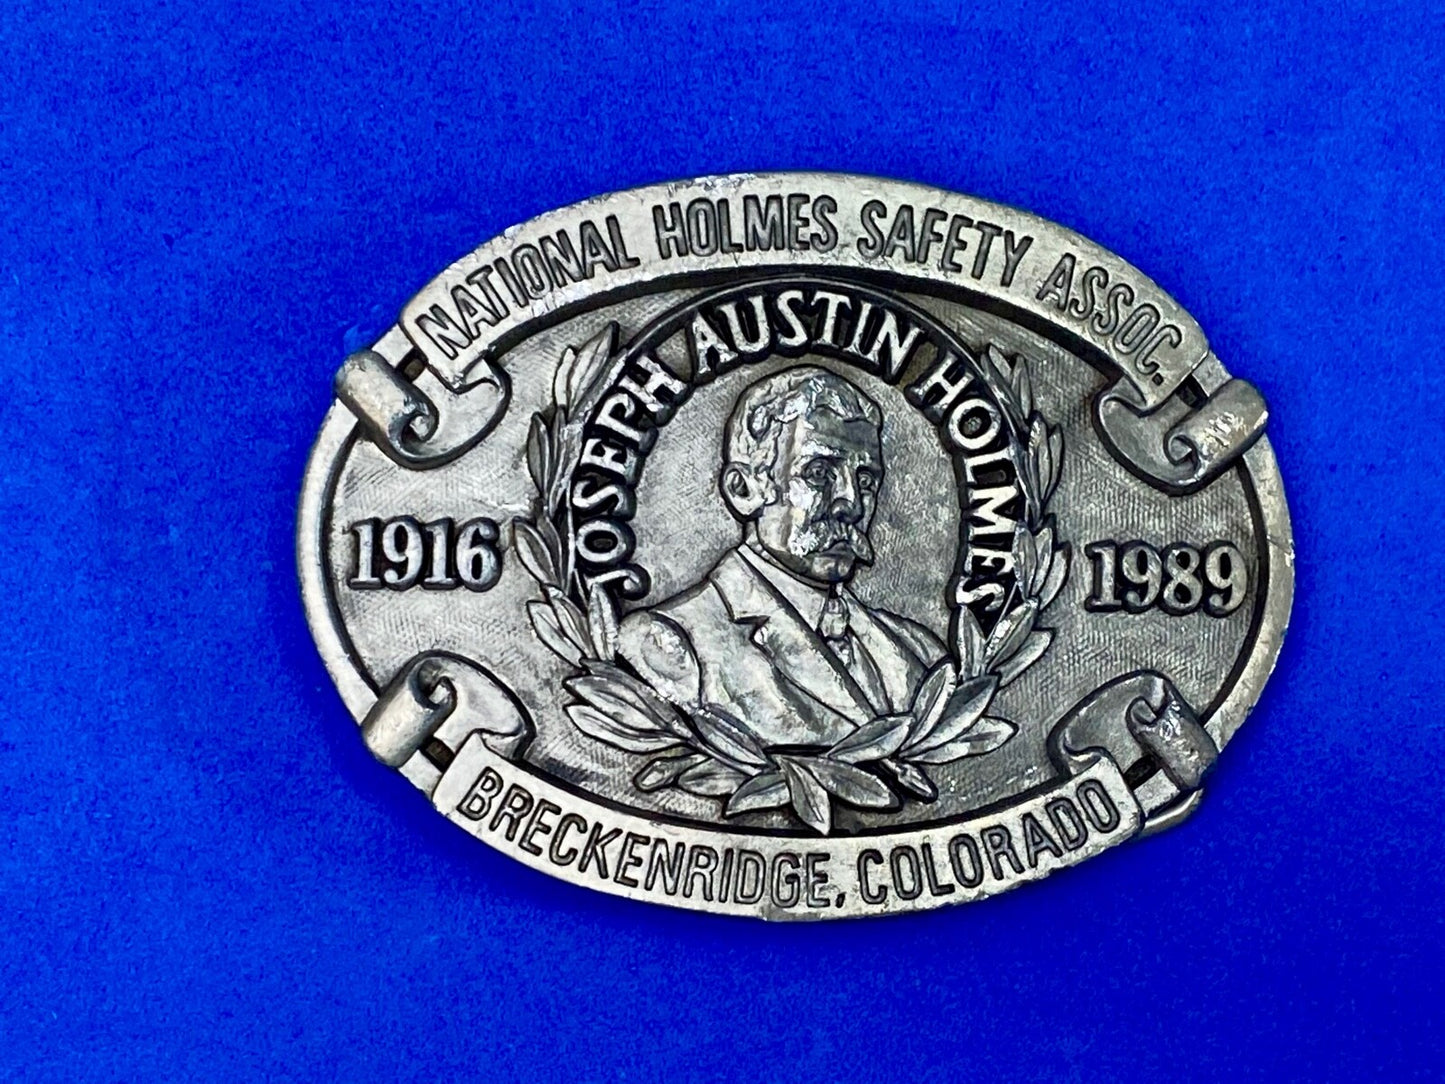 NATIONAL HOLMES SAFETY ASSOC.
JOSEPH AUSTIN HOLMES
1916
1989
BRECKENRIDGE, COLORADO